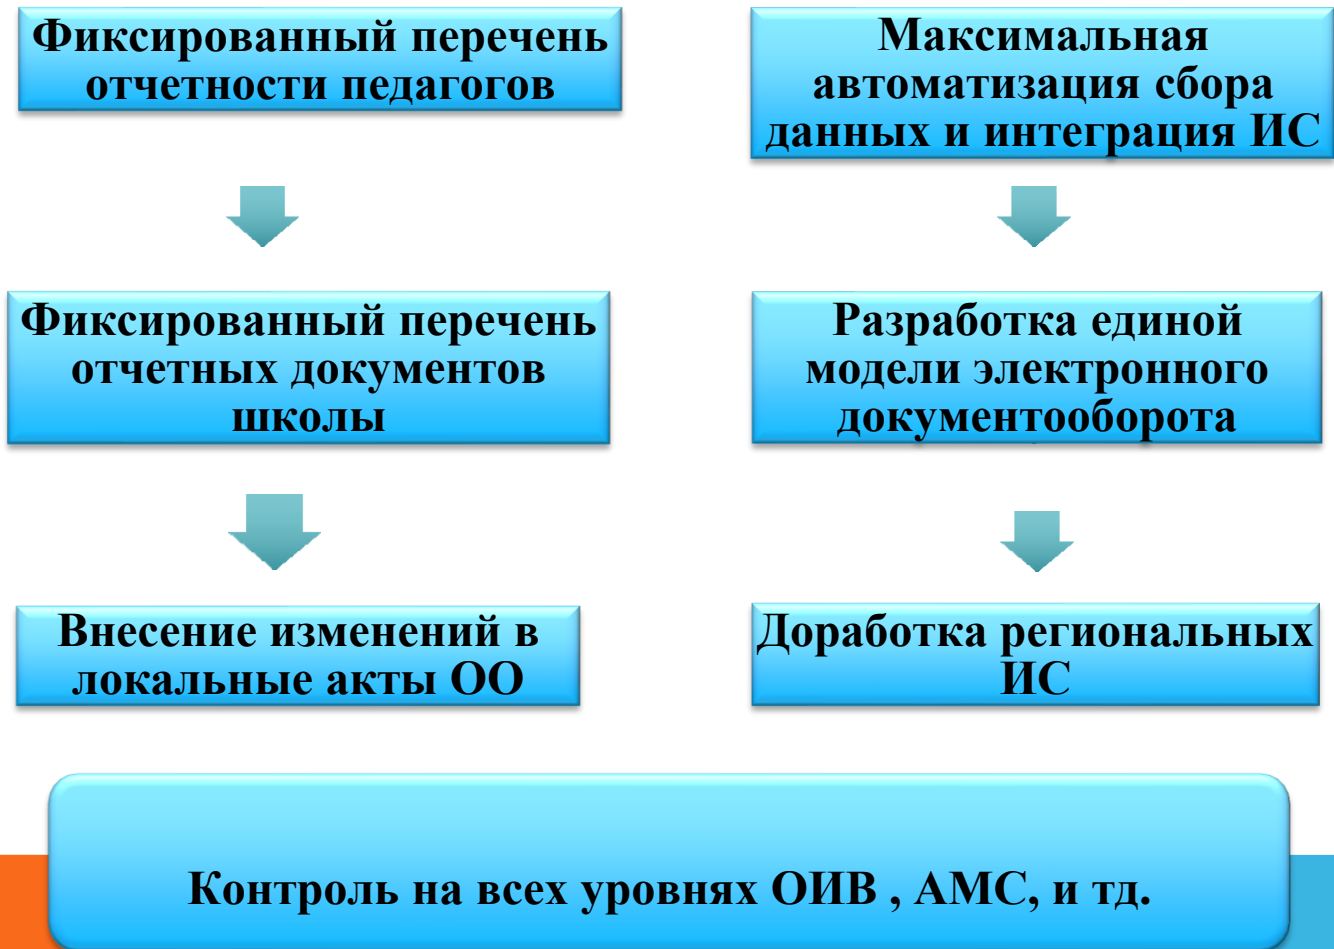 Фиксированный перечень
отчетности педагогов
Фиксированный перечень
отчетных документов
школы
Внесение изменений в
локальные акты ОО
Максимальная
автоматизация сбора
данных и интеграция ИС
Разработка единой
модели электронного
документооборота
Доработка региональных
ИС
Контроль на всех уровнях ОИВ , АМС, и тд.